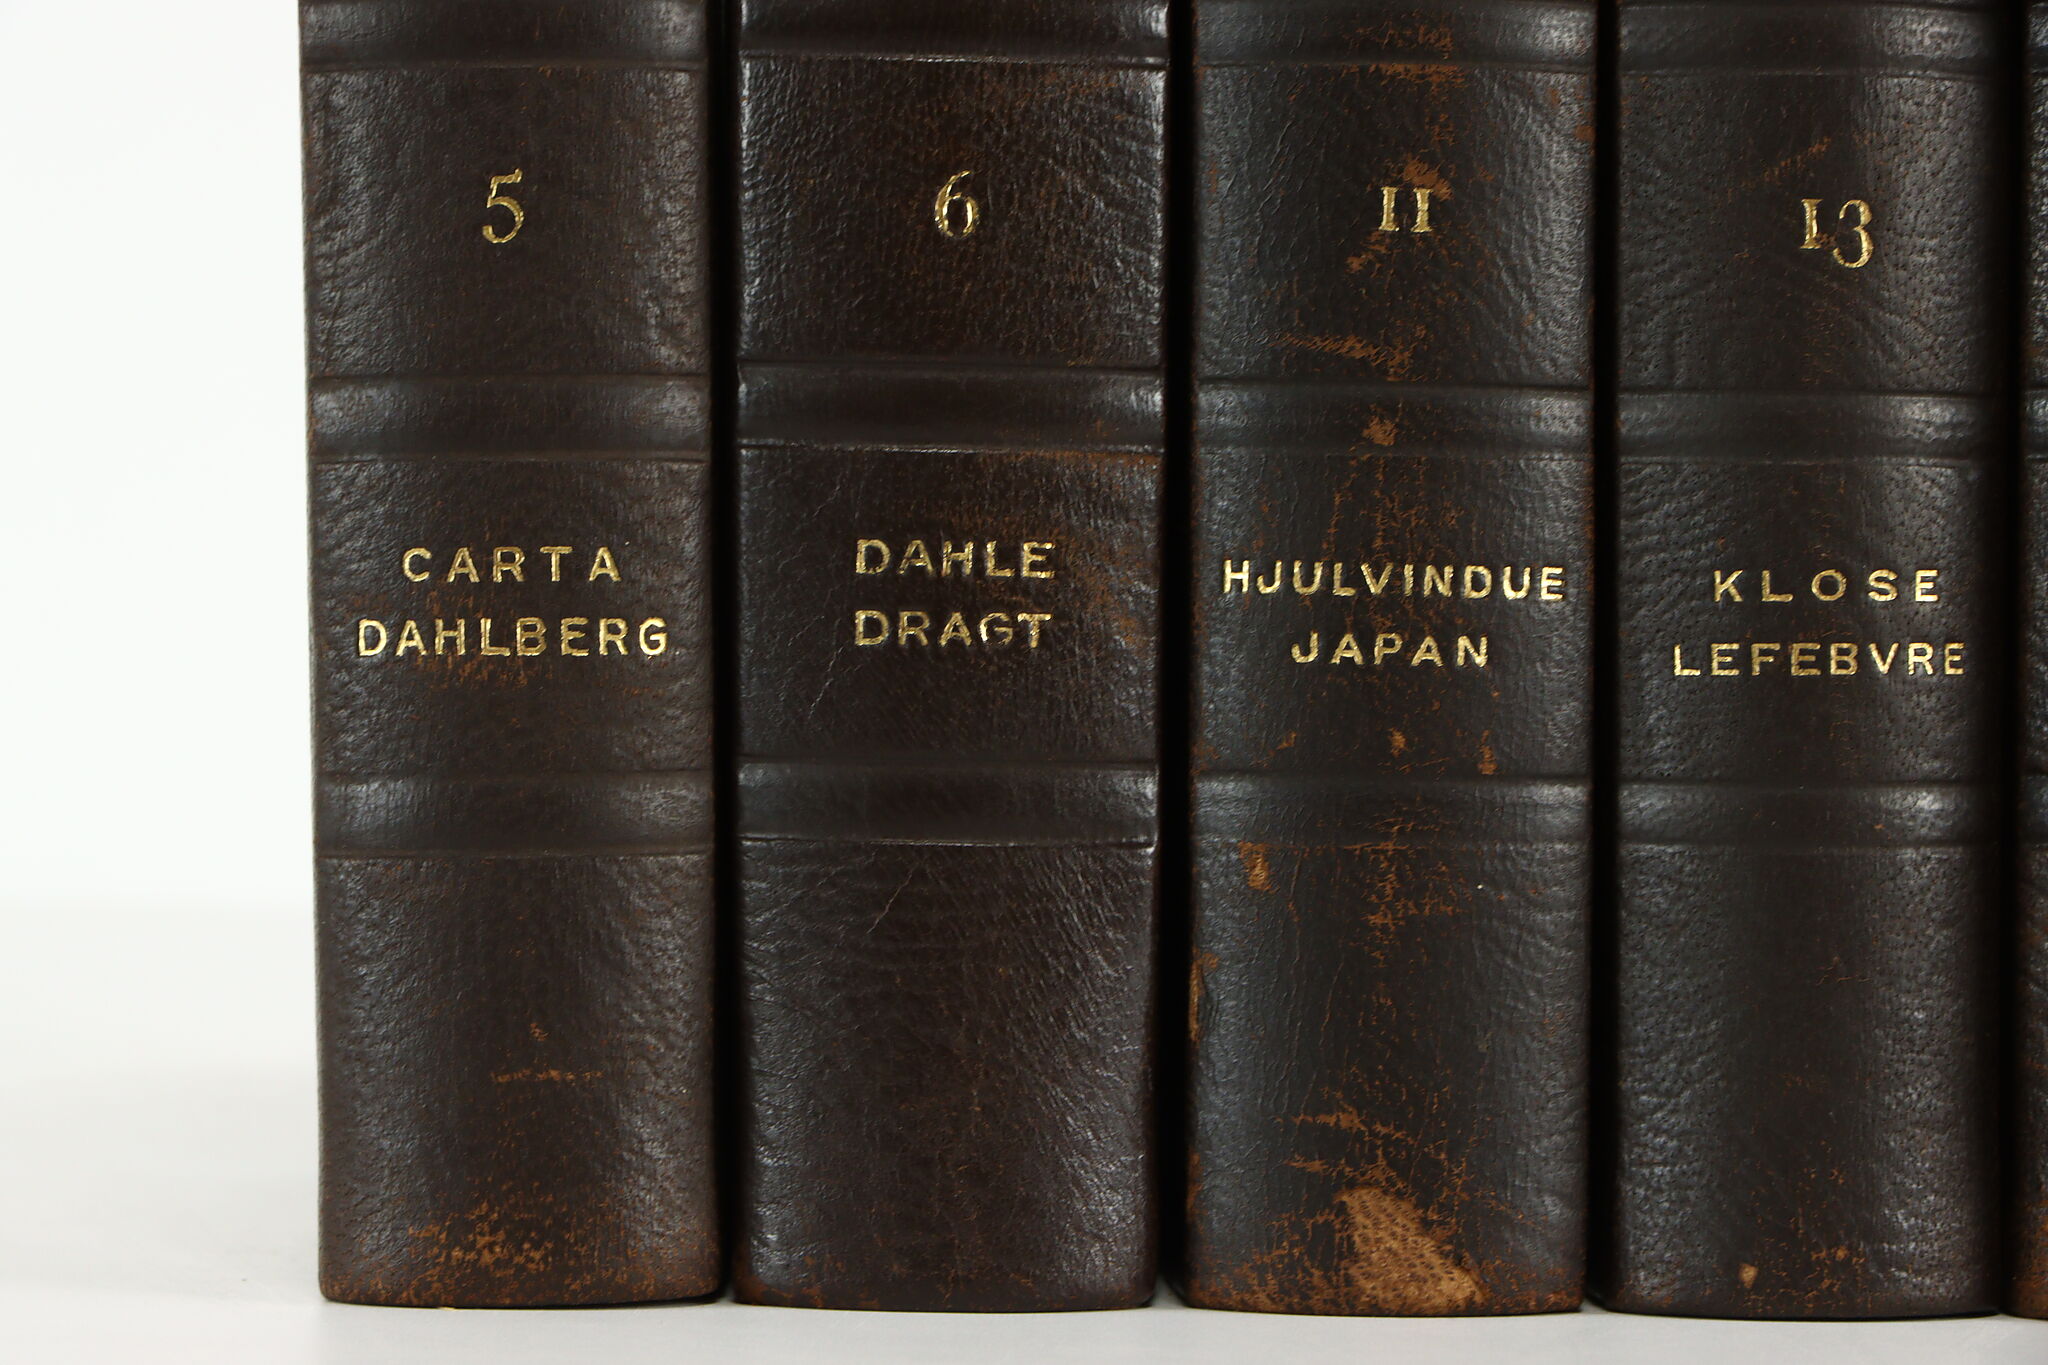 5
CARTA
DAHLBERG
6
DAHLE
DRAGT
11
HJULVINDUE
JAPAN
13
KLOSE
LEFEBVRE